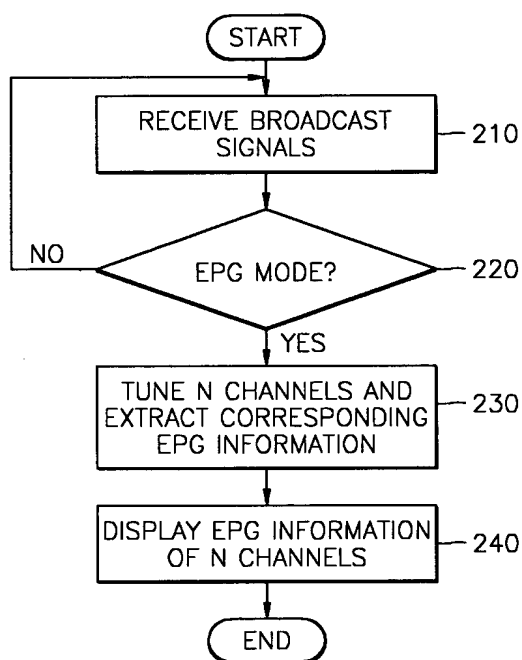 START
RECEIVE BROADCAST
SIGNALS
210
NO
EPG MODE?
220
YES
TUNE N CHANNELS AND
EXTRACT CORRESPONDING
EPG INFORMATION
230
DISPLAY EPG INFORMATION
OF N CHANNELS
240
END